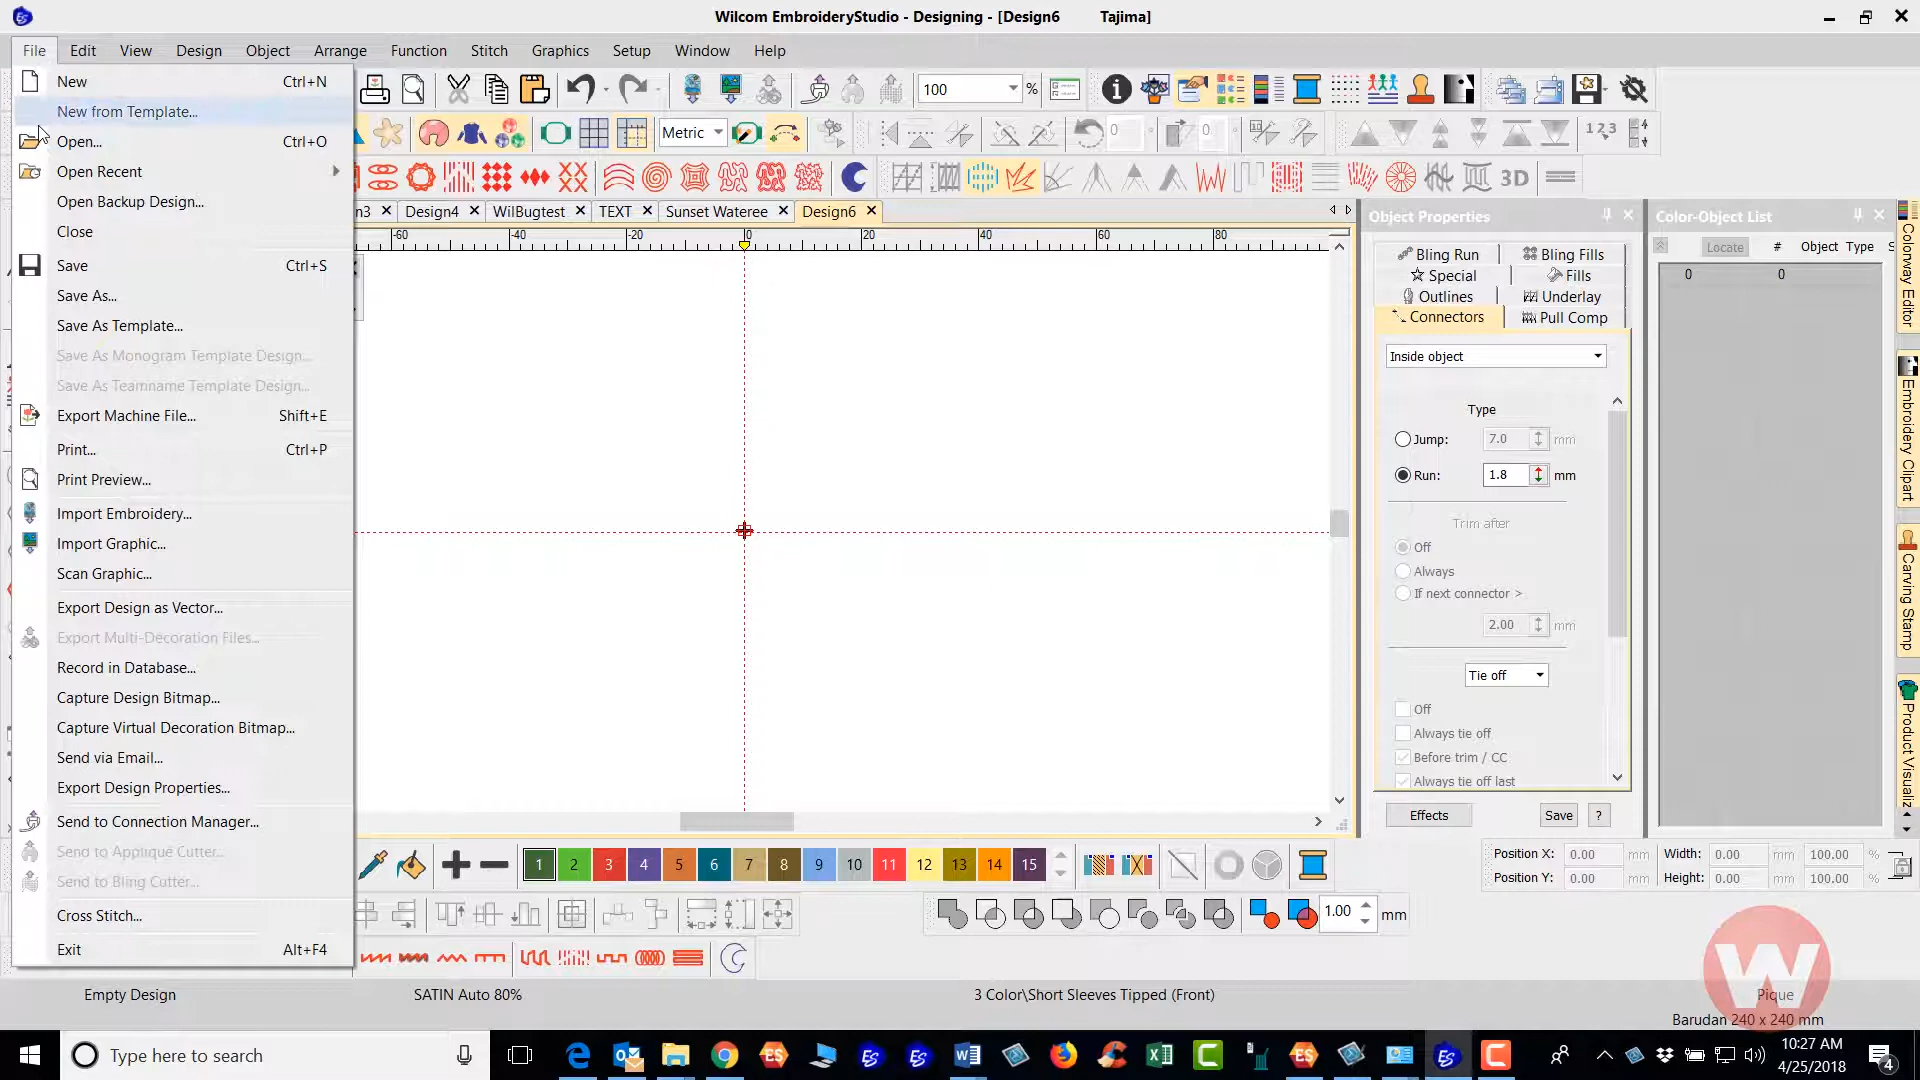 Wilcom EmbroideryStudio - Designing - [Design6 Tajima]
File Edit View Design Object Arrange Function Stitch Graphics Setup Window Help
New Ctrl+N
New from Template...
Open... Ctrl+O
Open Recent
Open Backup Design...
Close
Save Ctrl+S
Save As...
Save As Template...
Save As Monogram Template Design...
Save As Teamname Template Design...
Export Machine File... Shift+E
Print... Ctrl+P
Print Preview...
Import Embroidery...
Import Graphic...
Scan Graphic...
Export Design as Vector...
Export Multi-Decoration Files...
Record in Database...
Capture Design Bitmap...
Capture Virtual Decoration Bitmap...
Send via Email...
Export Design Properties...
Send to Connection Manager...
Send to Appliqué Cutter...
Send to Bling Cutter...
Cross Stitch...
Exit Alt+F4
100 %
Metric 0 0 1 2 3
3D
n3 Design4 WilBugtest TEXT Sunset Wateree Design6
-60 -40 -20 0 20 40 60 80
Object Properties
Bling Run Bling Fills
Special Fills
Outlines Underlay
Connectors Pull Comp
Inside object
Type
Jump: 7.0 mm
Run: 1.8 mm
Trim after
Off
Always
If next connector >
2.00 mm
Tie off
Off
Always tie off
Before trim / CC
Always tie off last
Effects Save ?
Color-Object List
Locate # Object Type S
0 0
Colorway Editor
Embroidery Clipart
Carving Stamp
Product Visualiz
1 2 3 4 5 6 7 8 9 10 11 12 13 14 15
Position X: 0.00 mm Width: 0.00 mm 100.00 %
Position Y: 0.00 mm Height: 0.00 mm 100.00 %
1.00 mm
Empty Design SATIN Auto 80% 3 Color\Short Sleeves Tipped (Front) Pique
Barudan 240 x 240 mm
W
Type here to search
10:27 AM
4/25/2018
4